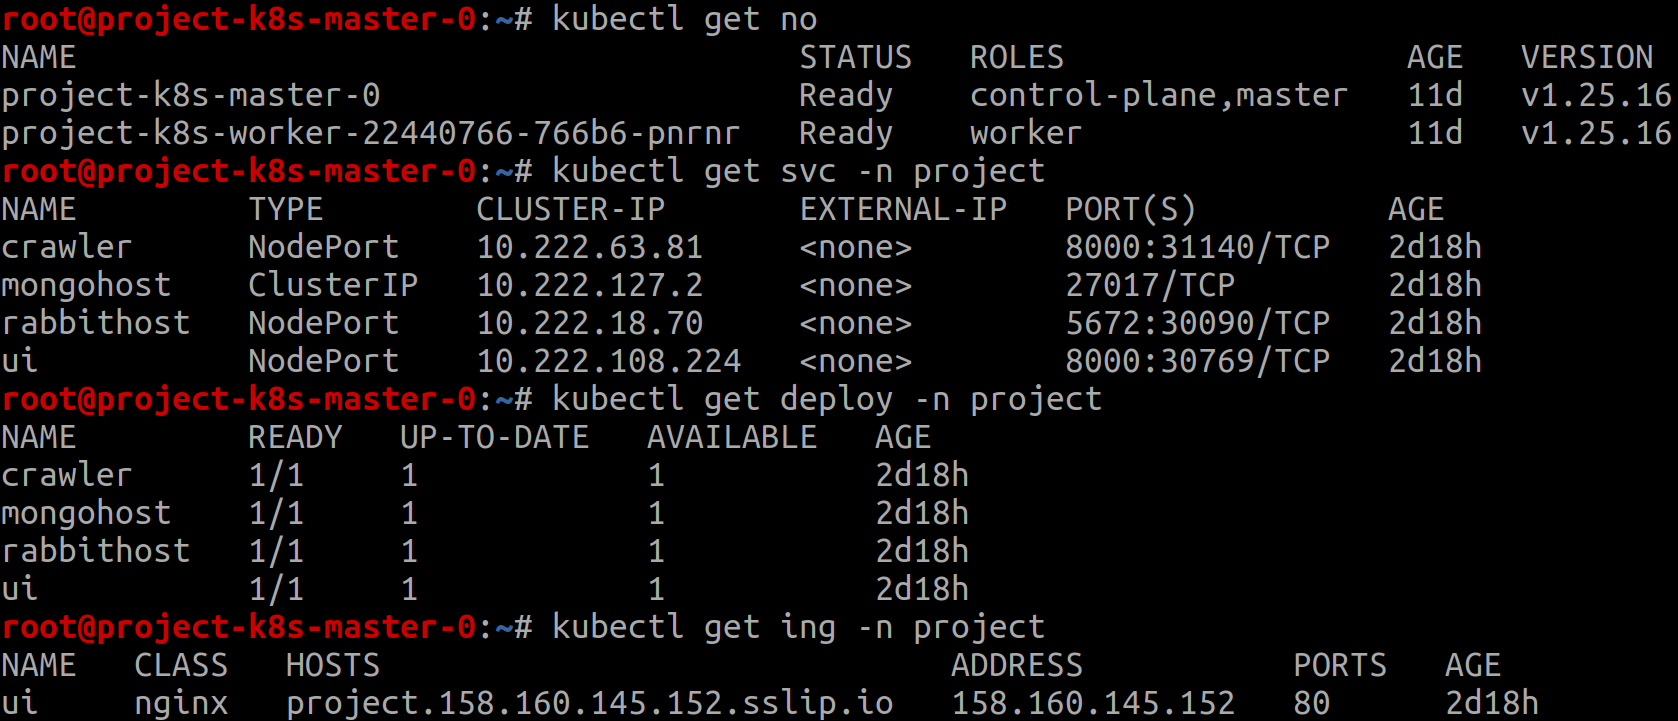 root@project-k8s-master-0:~# kubectl get no
NAME STATUS ROLES AGE VERSION
project-k8s-master-0 Ready control-plane,master 11d v1.25.16
project-k8s-worker-22440766-766b6-pnrnr Ready worker 11d v1.25.16
root@project-k8s-master-0:~# kubectl get svc -n project
NAME TYPE CLUSTER-IP EXTERNAL-IP PORT(S) AGE
crawler NodePort 10.222.63.81 <none> 8000:31140/TCP 2d18h
mongohost ClusterIP 10.222.127.2 <none> 27017/TCP 2d18h
rabbithost NodePort 10.222.18.70 <none> 5672:30090/TCP 2d18h
ui NodePort 10.222.108.224 <none> 8000:30769/TCP 2d18h
root@project-k8s-master-0:~# kubectl get deploy -n project
NAME READY UP-TO-DATE AVAILABLE AGE
crawler 1/1 1 1 2d18h
mongohost 1/1 1 1 2d18h
rabbithost 1/1 1 1 2d18h
ui 1/1 1 1 2d18h
root@project-k8s-master-0:~# kubectl get ing -n project
NAME CLASS HOSTS ADDRESS PORTS AGE
ui nginx project.158.160.145.152.sslip.io 158.160.145.152 80 2d18h